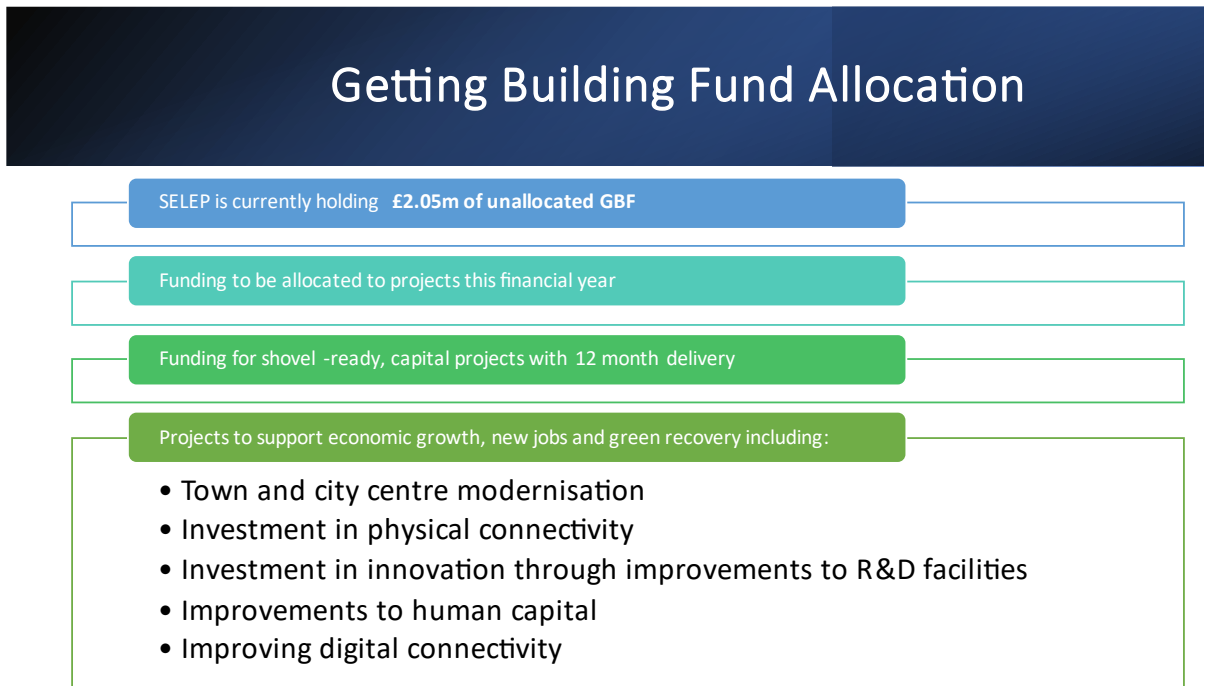 Getting Building Fund Allocation
SELEP is currently holding £2.05m of unallocated GBF
Funding to be allocated to projects this financial year
Funding for shovel -ready, capital projects with 12 month delivery
Projects to support economic growth, new jobs and green recovery including:
• Town and city centre modernisation
• Investment in physical connectivity
• Investment in innovation through improvements to R&D facilities
• Improvements to human capital
• Improving digital connectivity